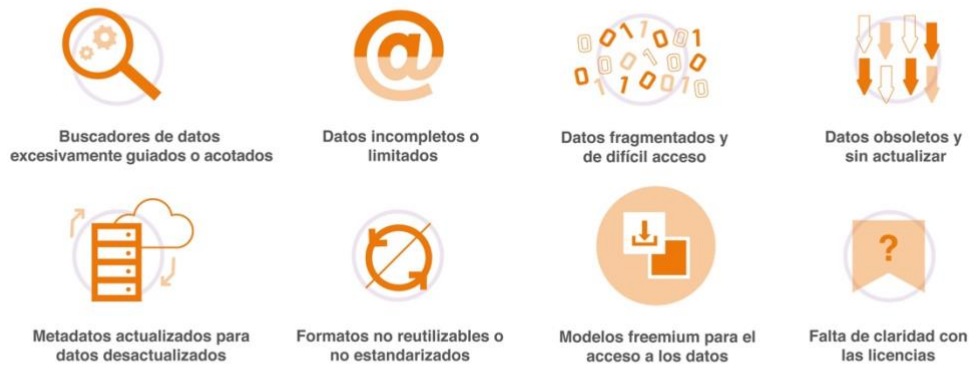 Buscadores de datos
excesivamente guiados o acotados
Datos incompletos o
limitados
Datos fragmentados y
de difícil acceso
Datos obsoletos y
sin actualizar
Metadatos actualizados para
datos desactualizados
Formatos no reutilizables o
no estandarizados
Modelos freemium para el
acceso a los datos
Falta de claridad con
las licencias